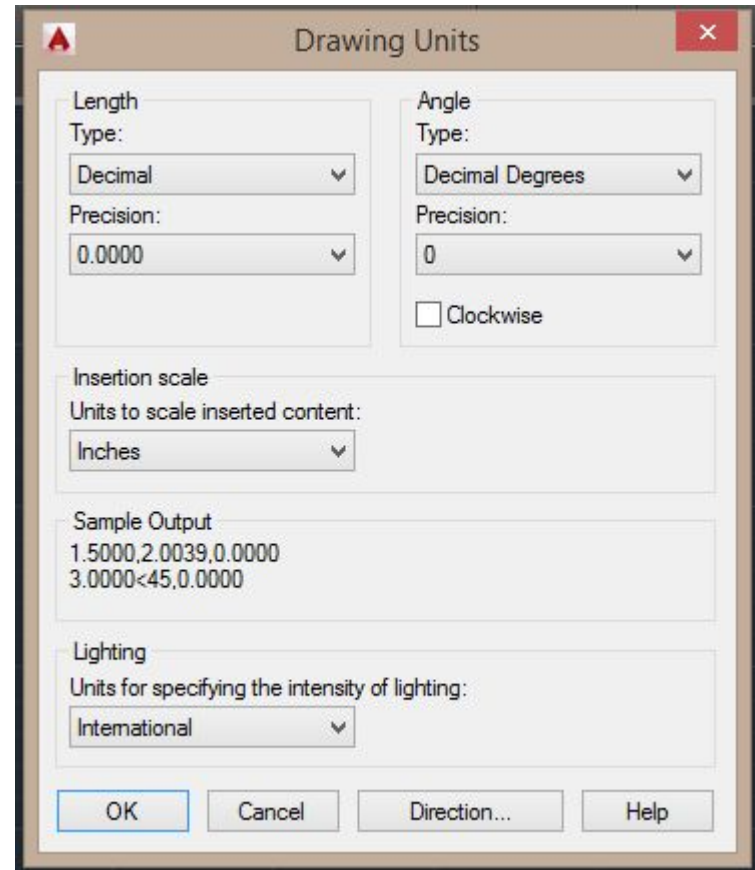 Drawing Units
Length
Type:
Decimal
Precision:
0.0000
Angle
Type:
Decimal Degrees
Precision:
0
Clockwise
Insertion scale
Units to scale inserted content:
Inches
Sample Output
1.5000,2.0039,0.0000
3.0000<45,0.0000
Lighting
Units for specifying the intensity of lighting:
International
OK Cancel Direction... Help